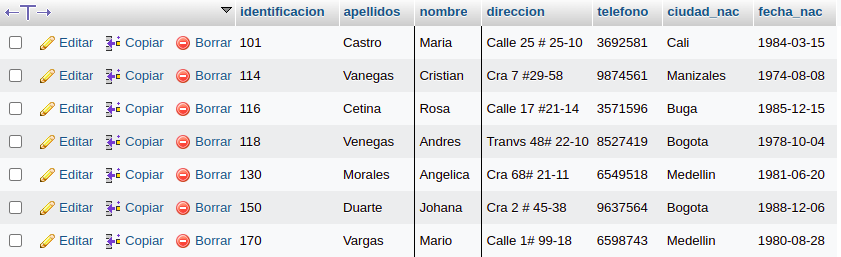 identificacion apellidos nombre direccion telefono ciudad_nac fecha_nac
Editar Copiar Borrar 101 Castro Maria Calle 25 # 25-10 3692581 Cali 1984-03-15
Editar Copiar Borrar 114 Vanegas Cristian Cra 7 #29-58 9874561 Manizales 1974-08-08
Editar Copiar Borrar 116 Cetina Rosa Calle 17 #21-14 3571596 Buga 1985-12-15
Editar Copiar Borrar 118 Venegas Andres Tranvs 48# 22-10 8527419 Bogota 1978-10-04
Editar Copiar Borrar 130 Morales Angelica Cra 68# 21-11 6549518 Medellin 1981-06-20
Editar Copiar Borrar 150 Duarte Johana Cra 2 # 45-38 9637564 Bogota 1988-12-06
Editar Copiar Borrar 170 Vargas Mario Calle 1# 99-18 6598743 Medellin 1980-08-28